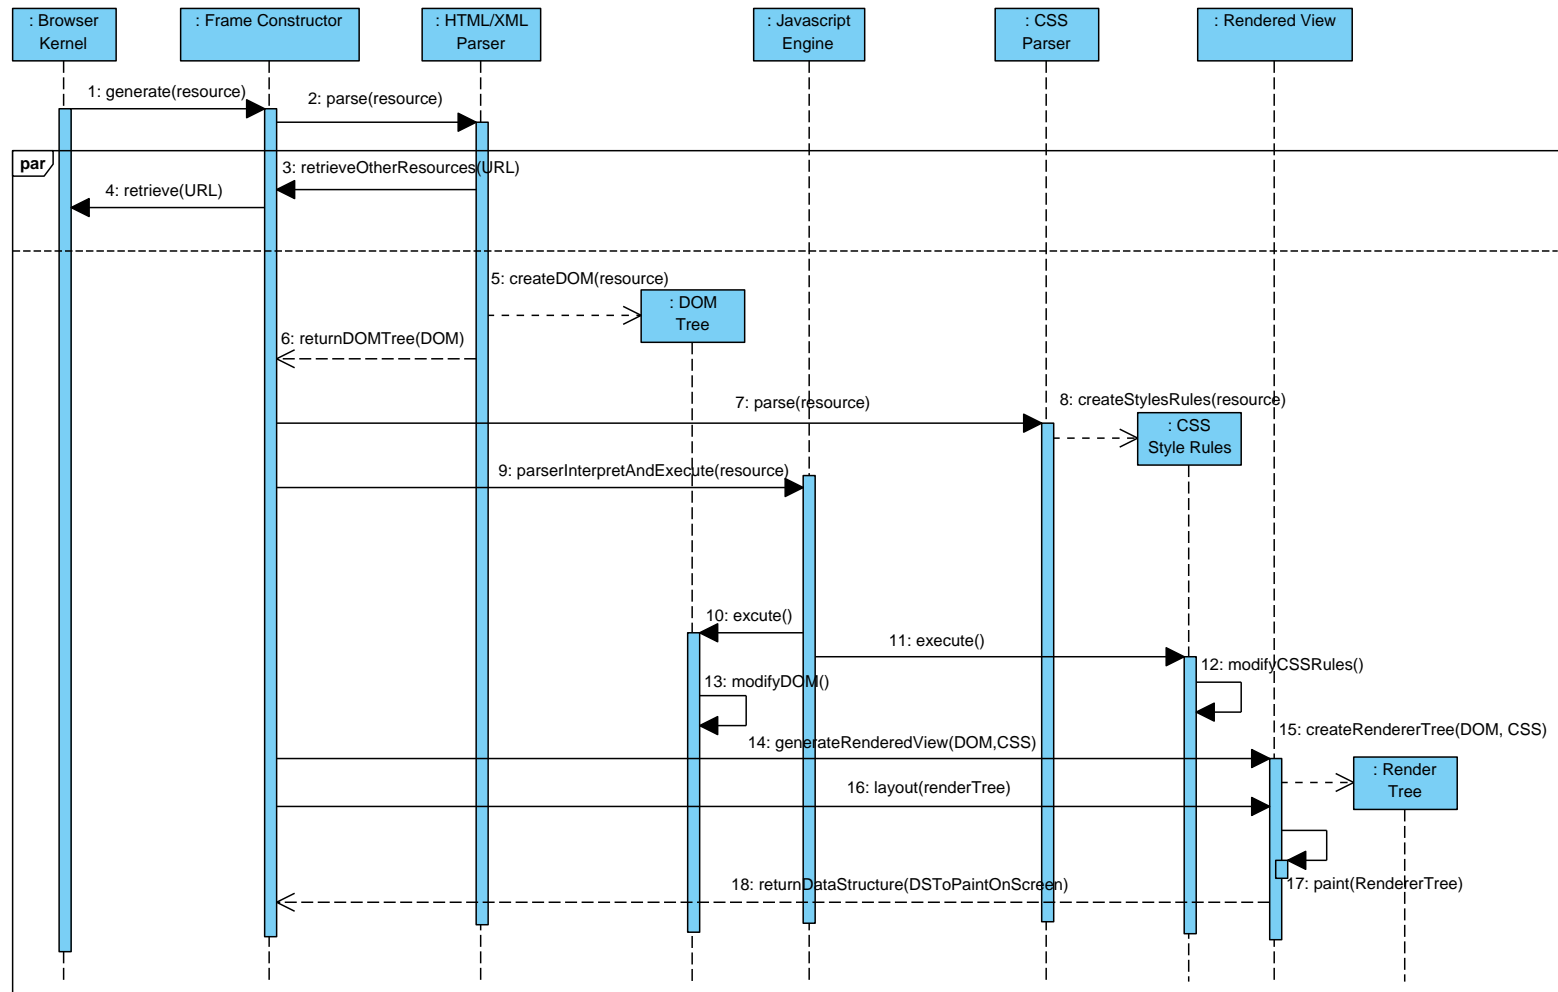 : Browser
Kernel
: Frame Constructor
: HTML/XML
Parser
: Javascript
Engine
: CSS
Parser
: Rendered View
1: generate(resource)
2: parse(resource)
par
3: retrieveOtherResources(URL)
4: retrieve(URL)
5: createDOM(resource)
: DOM
Tree
6: returnDOMTree(DOM)
7: parse(resource)
8: createStylesRules(resource)
: CSS
Style Rules
9: parserInterpretAndExecute(resource)
10: excute()
11: execute()
12: modifyCSSRules()
13: modifyDOM()
14: generateRenderedView(DOM,CSS)
15: createRendererTree(DOM, CSS)
: Render
Tree
16: layout(renderTree)
17: paint(RendererTree)
18: returnDataStructure(DSToPaintOnScreen)